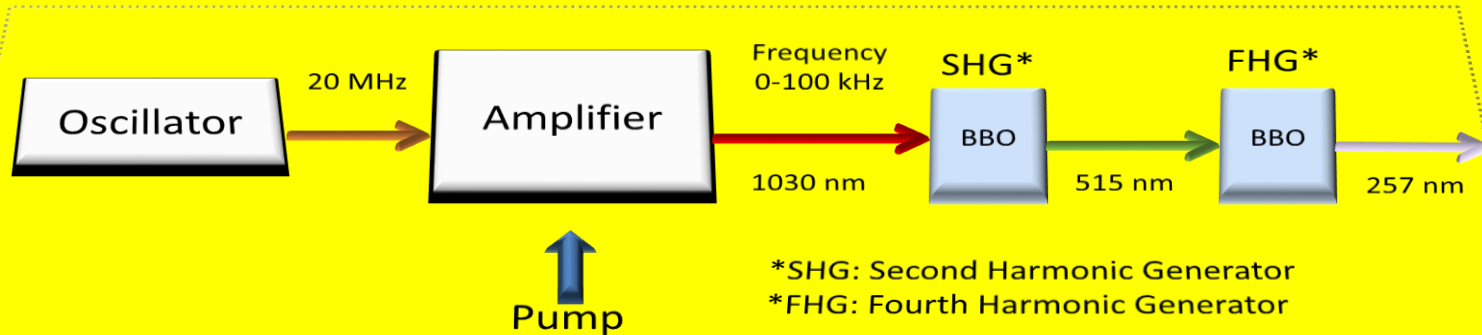 Oscillator
20 MHz
Amplifier
Pump
Frequency
0-100 kHz
1030 nm
SHG*
BBO
515 nm
FHG*
BBO
257 nm
*SHG: Second Harmonic Generator
*FHG: Fourth Harmonic Generator